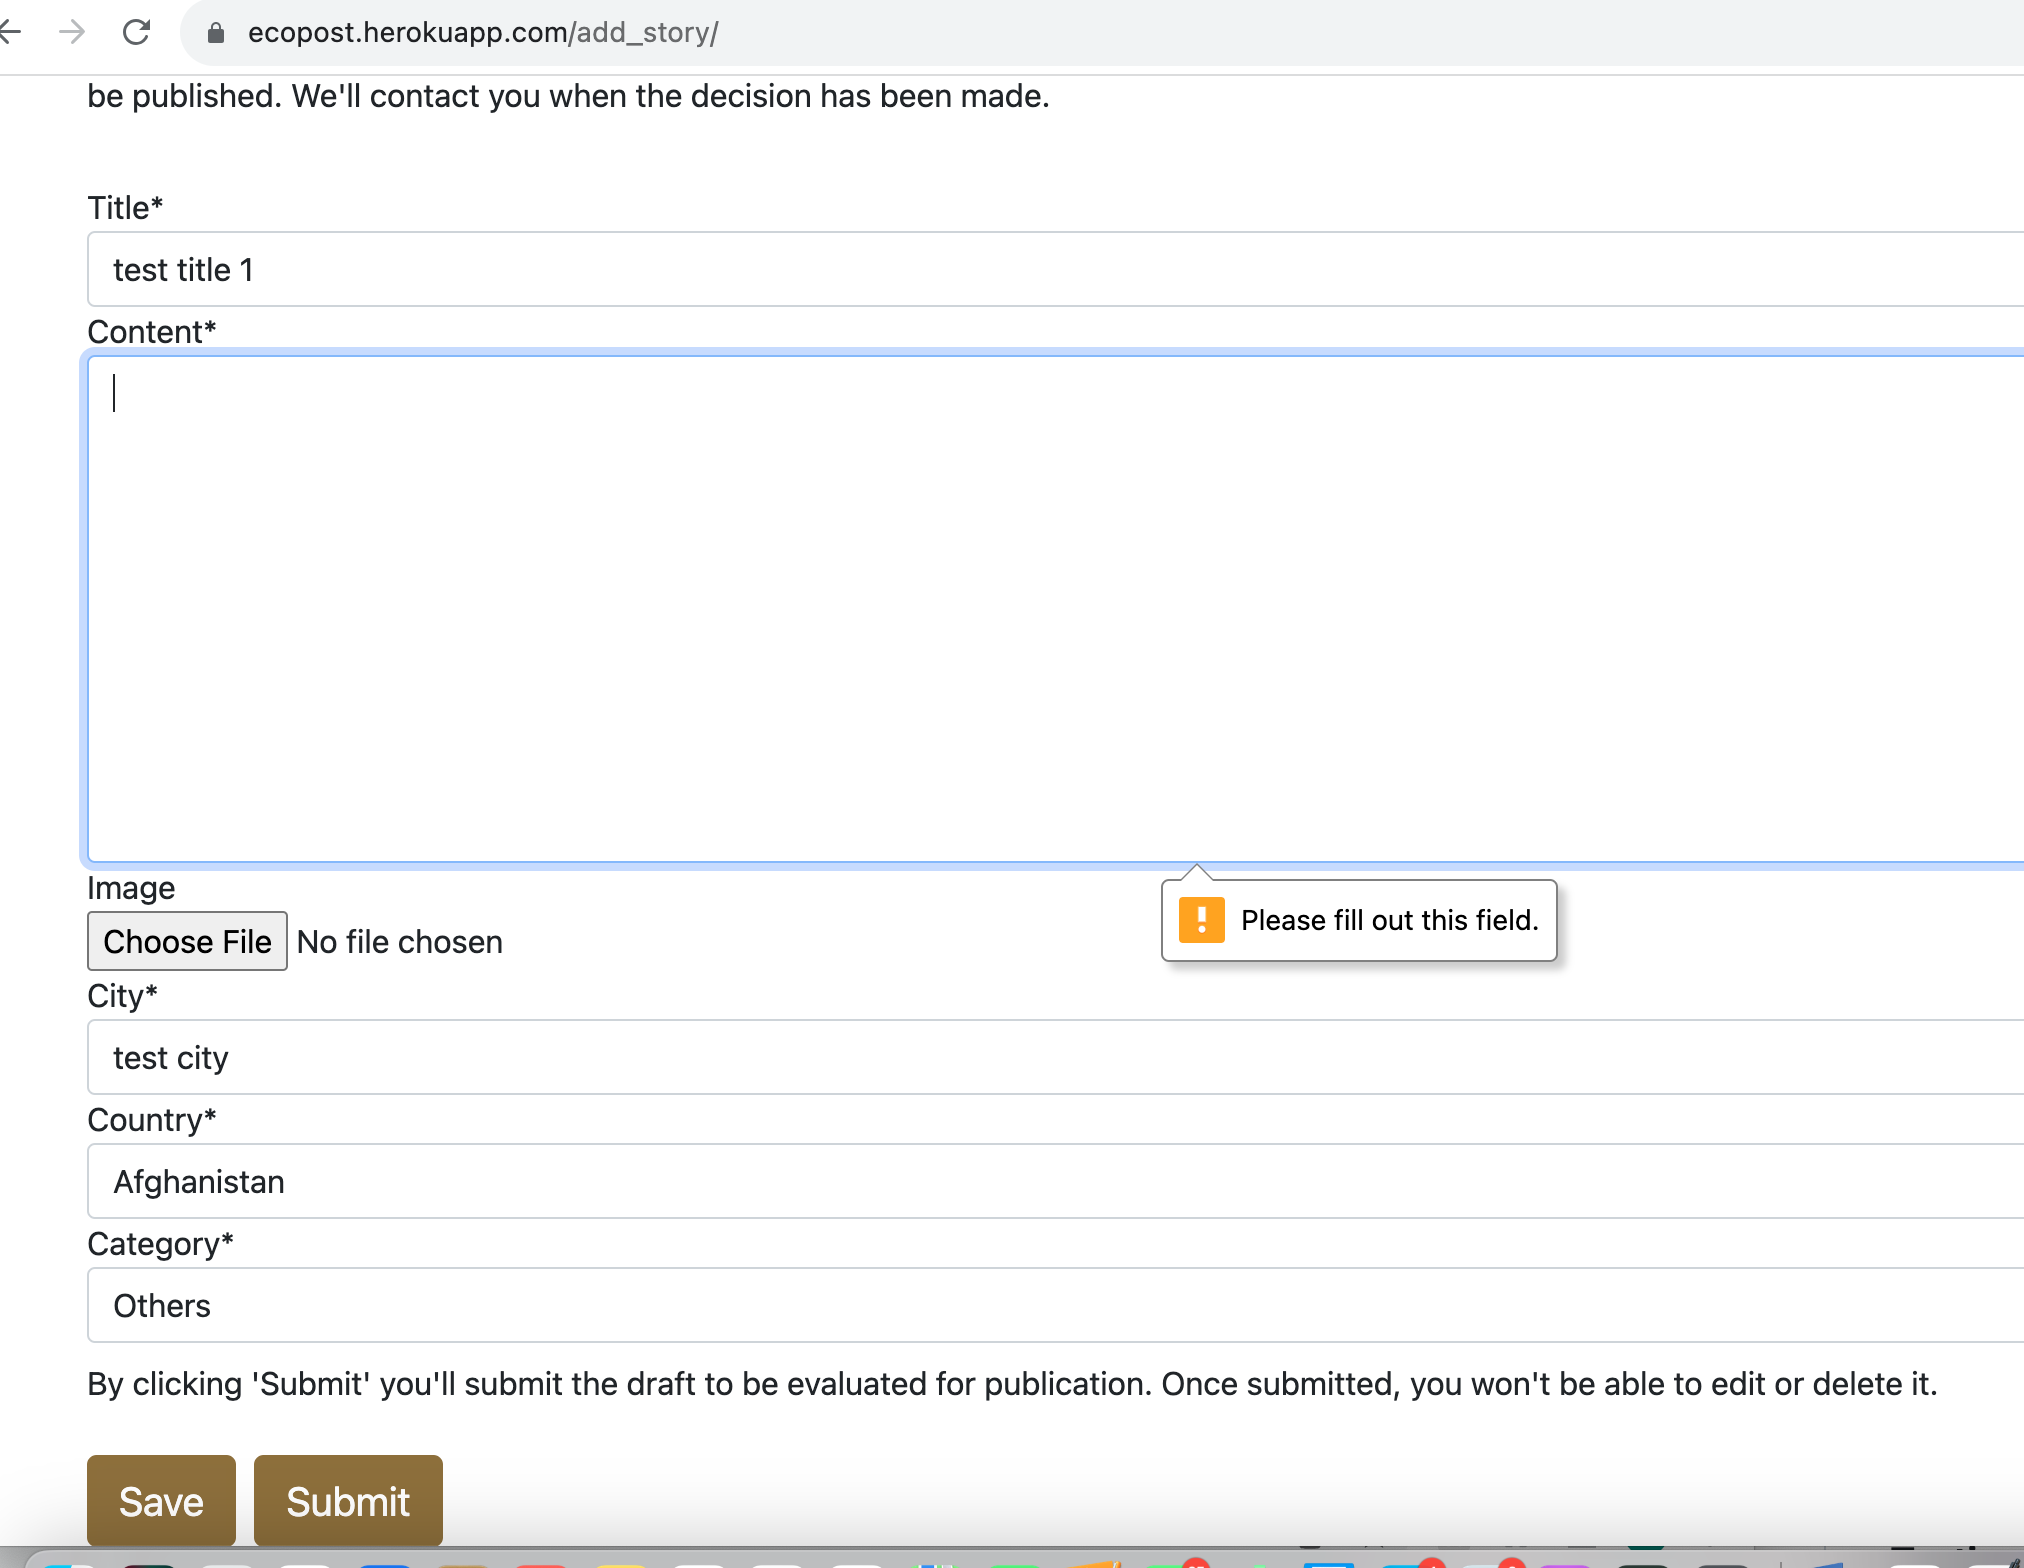 ecopost.herokuapp.com/add_story/
be published. We'll contact you when the decision has been made.
Title*
test title 1
Content*
Please fill out this field.
Image
Choose File No file chosen
City*
test city
Country*
Afghanistan
Category*
Others
By clicking 'Submit' you'll submit the draft to be evaluated for publication. Once submitted, you won't be able to edit or delete it.
Save Submit